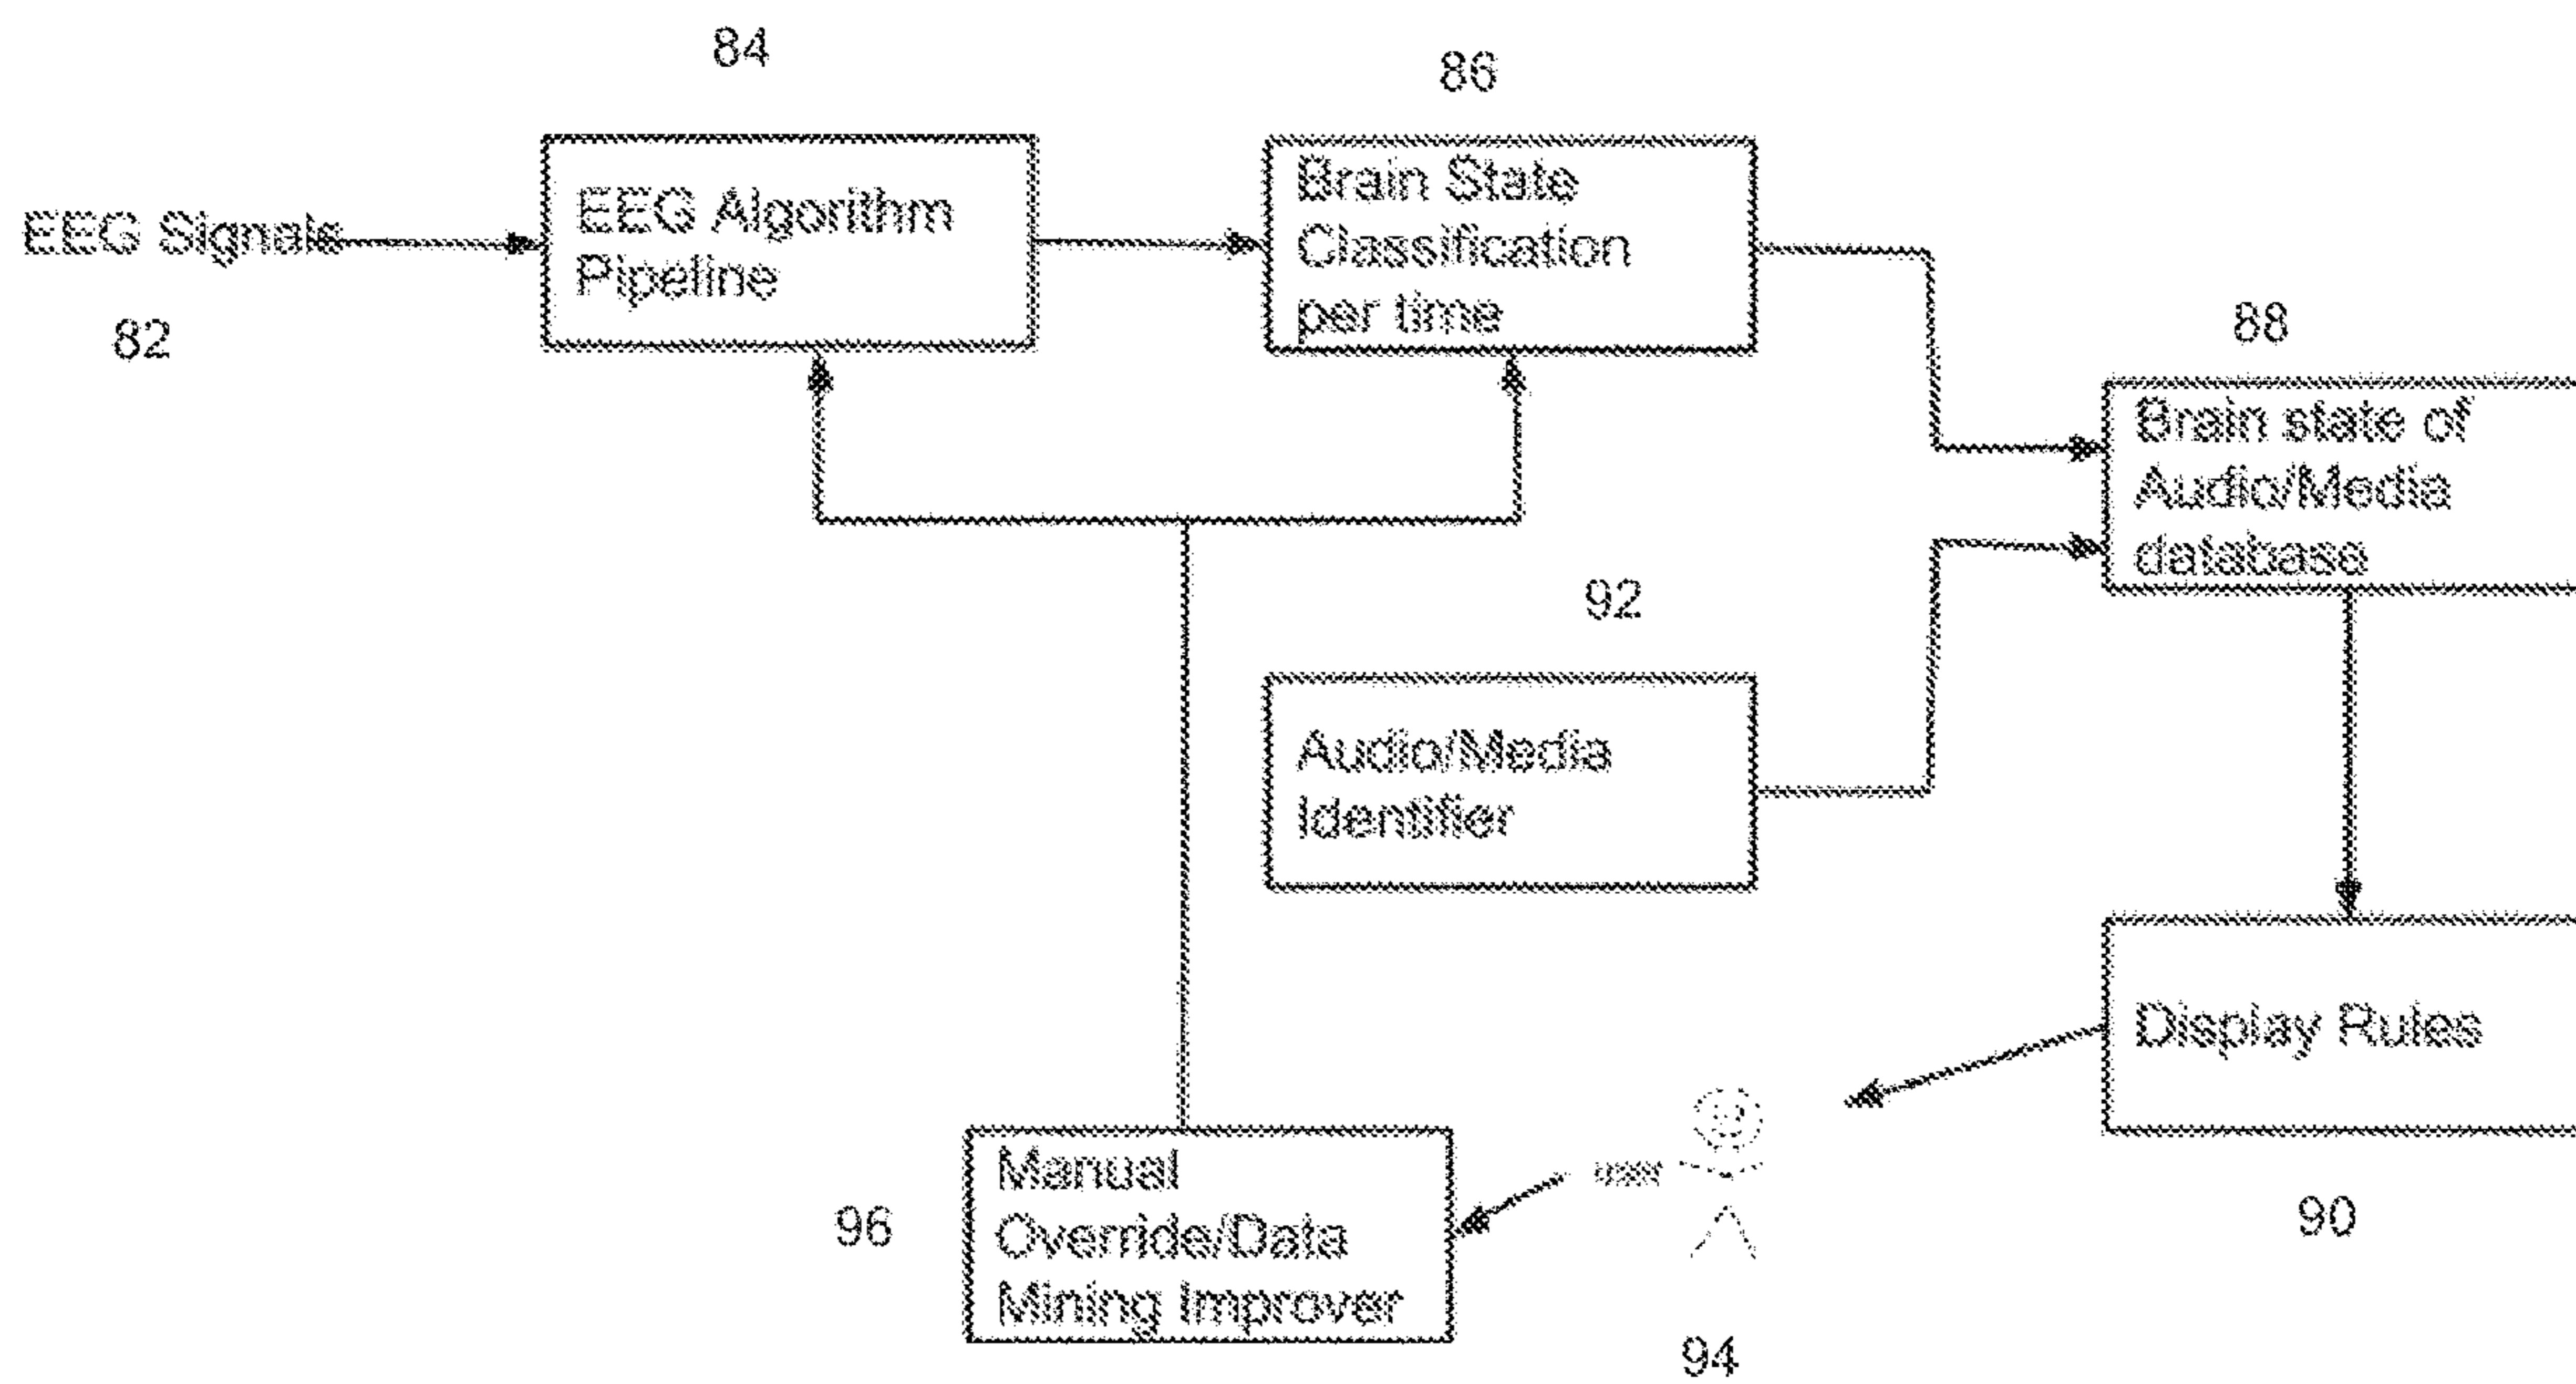 84
86
EEG Signals
EEG Algorithm
Pipeline
Brain State
Classification
per time
82
88
Brain state of
Audio/Media
database
92
Audio/Media
Identifier
Display Rules
90
user
94
96
Manual
Override/Data
Mining Improver